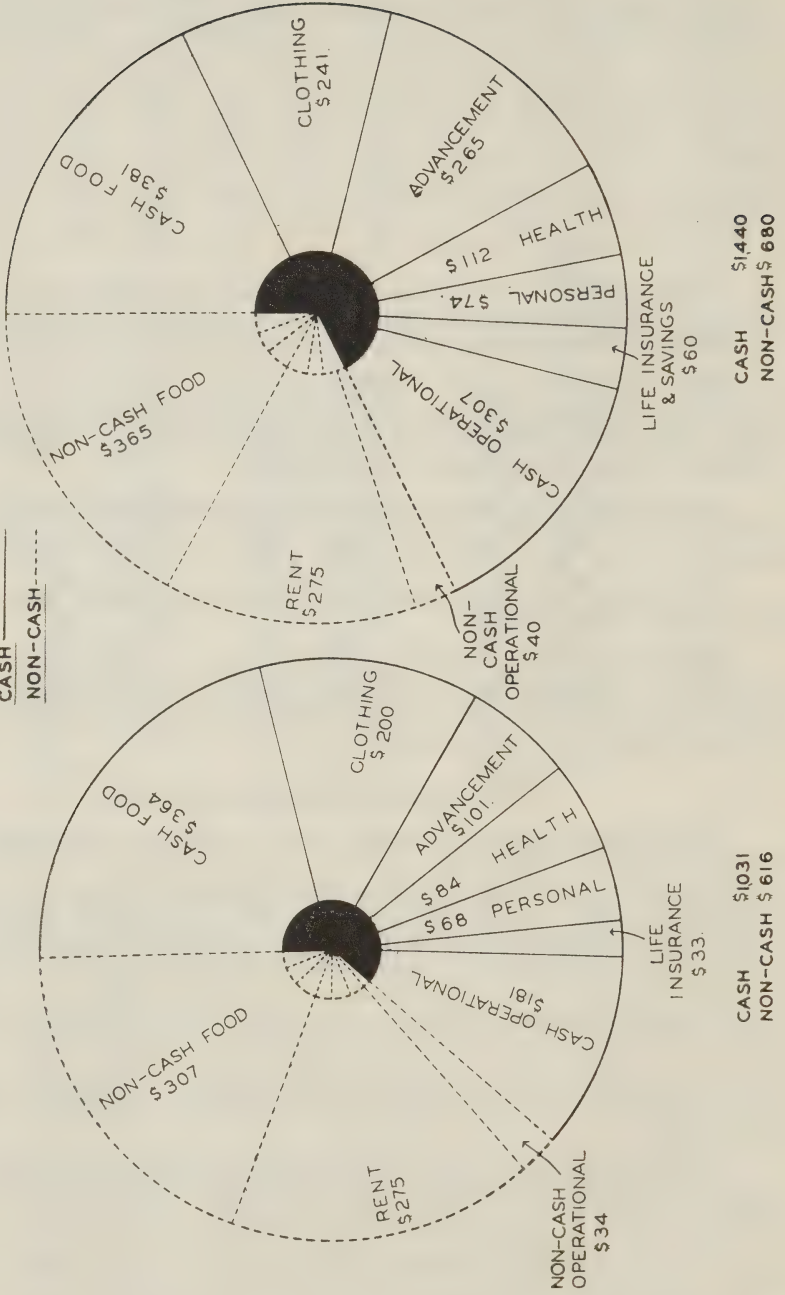 CASH
NON-CASH
CASH FOOD
$364
CLOTHING
$200
ADVANCEMENT
$101.
$84 HEALTH
$68 PERSONAL
LIFE
INSURANCE
$33.
CASH OPERATIONAL
$181
NON-CASH
OPERATIONAL
$34
RENT
$275
NON-CASH FOOD
$307
CASH $1,031
NON-CASH $616
CASH FOOD
$381
CLOTHING
$241.
ADVANCEMENT
$265
$112 HEALTH
$74. PERSONAL
LIFE INSURANCE
& SAVINGS
$60
CASH OPERATIONAL
$307
NON-
CASH
OPERATIONAL
$40
RENT
$275
NON-CASH FOOD
$365
CASH $1,440
NON-CASH $680